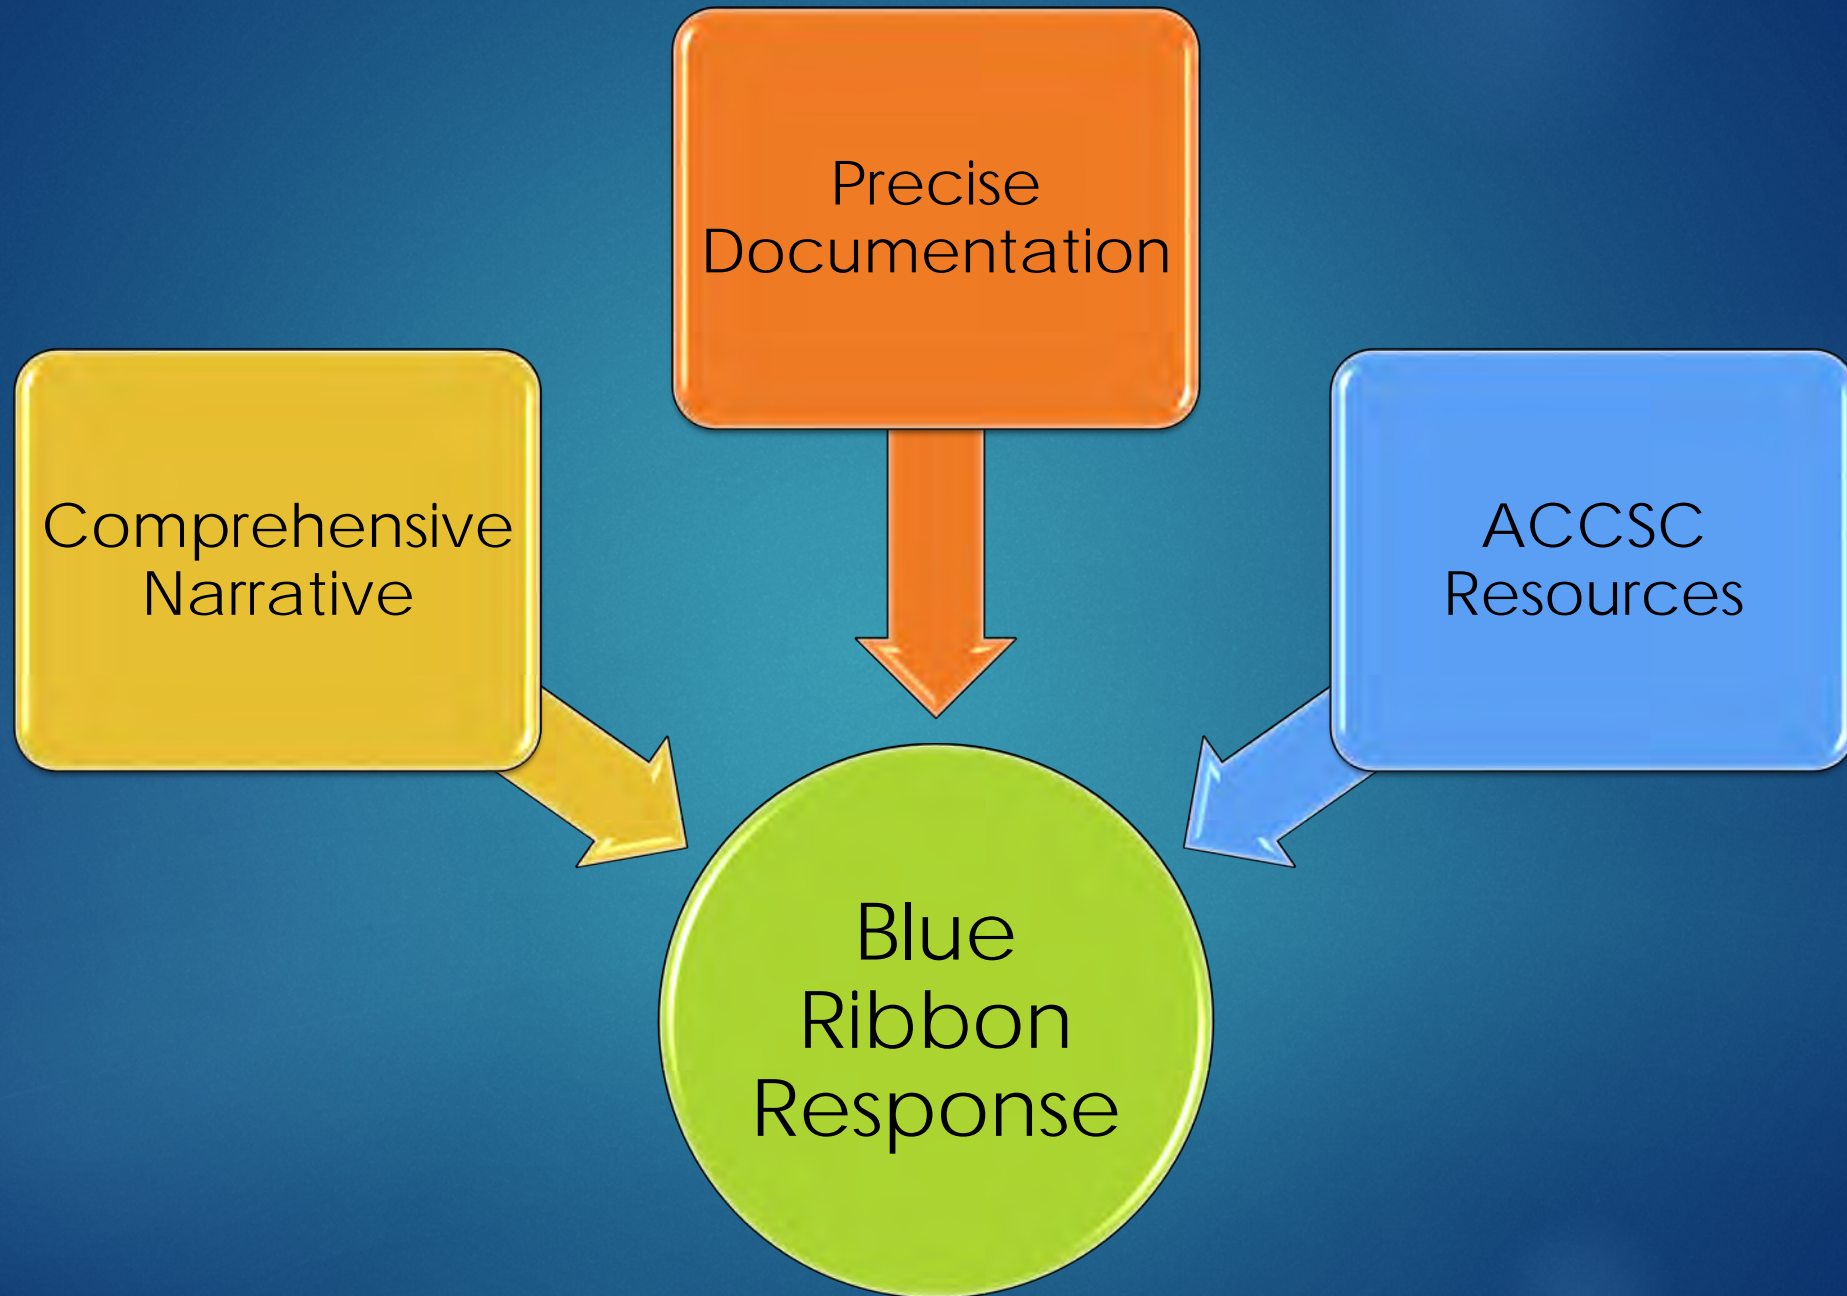 Precise
Documentation
Comprehensive
Narrative
ACCSC
Resources
Blue
Ribbon
Response